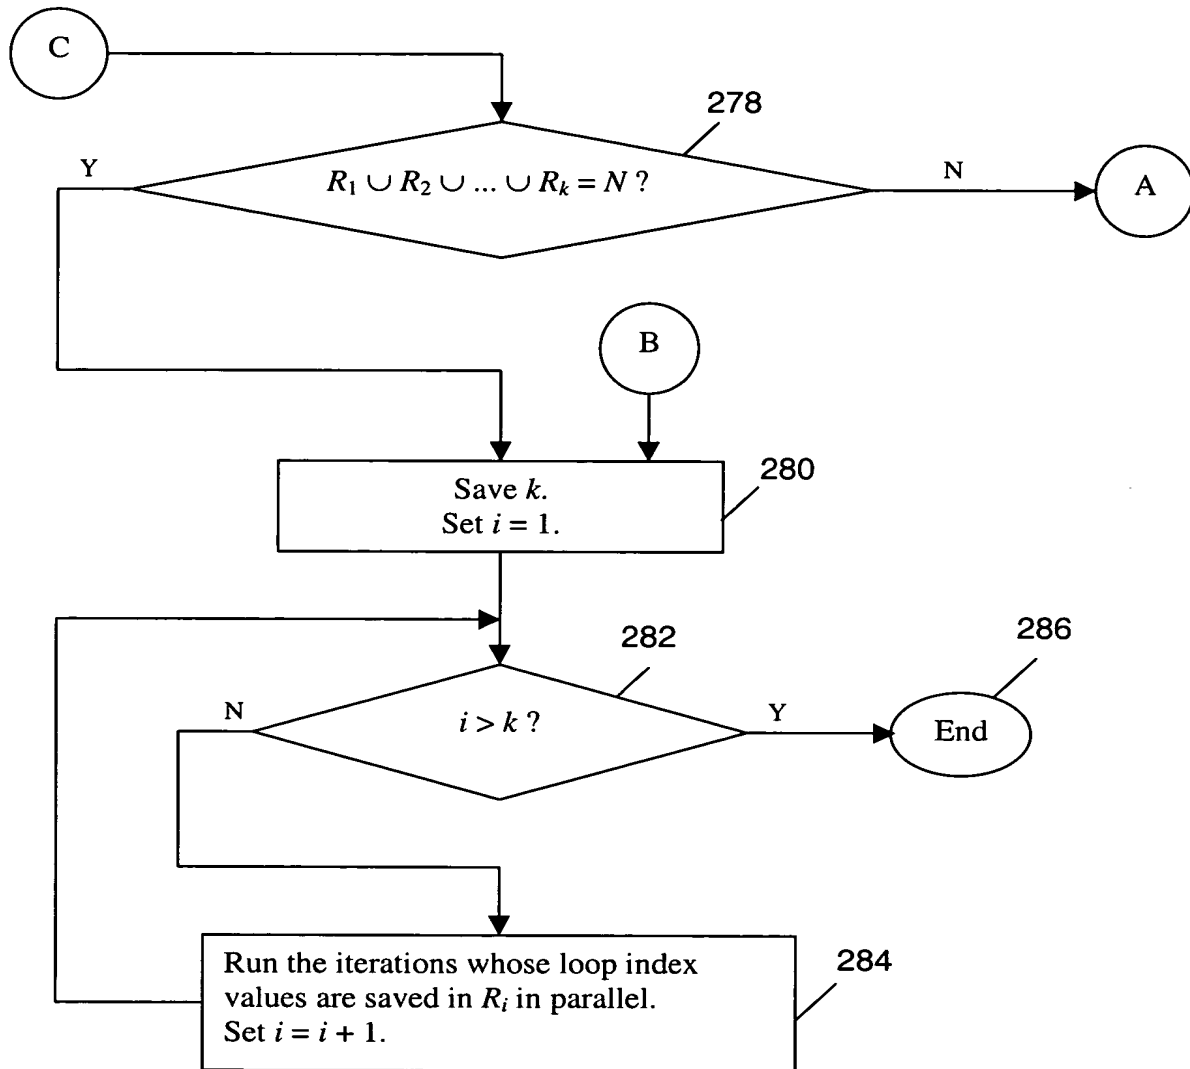 C
278
Y
R₁ ∪ R₂ ∪ ... ∪ Rₖ = N ?
N
A
B
280
Save k.
Set i = 1.
282
286
N
i > k ?
Y
End
284
Run the iterations whose loop index
values are saved in Rᵢ in parallel.
Set i = i + 1.